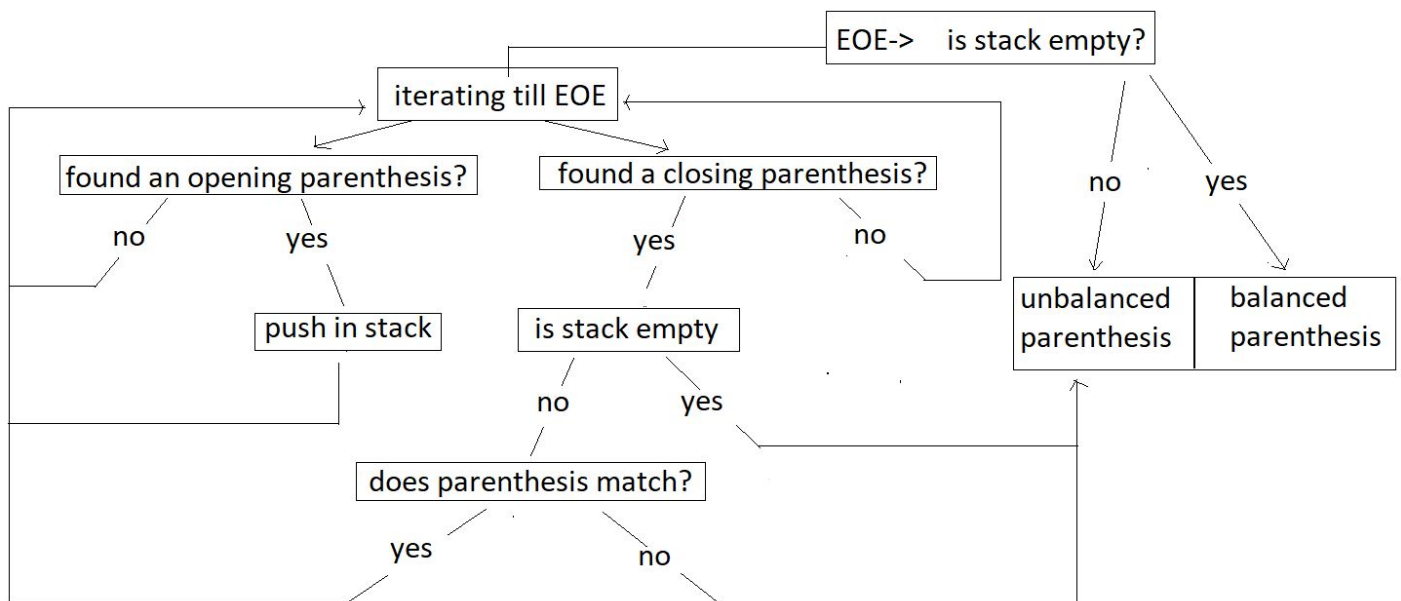 EOE-> is stack empty?
iterating till EOE
found an opening parenthesis?
found a closing parenthesis?
no
yes
no
yes
yes
no
push in stack
is stack empty
unbalanced
parenthesis
balanced
parenthesis
no
yes
does parenthesis match?
yes
no